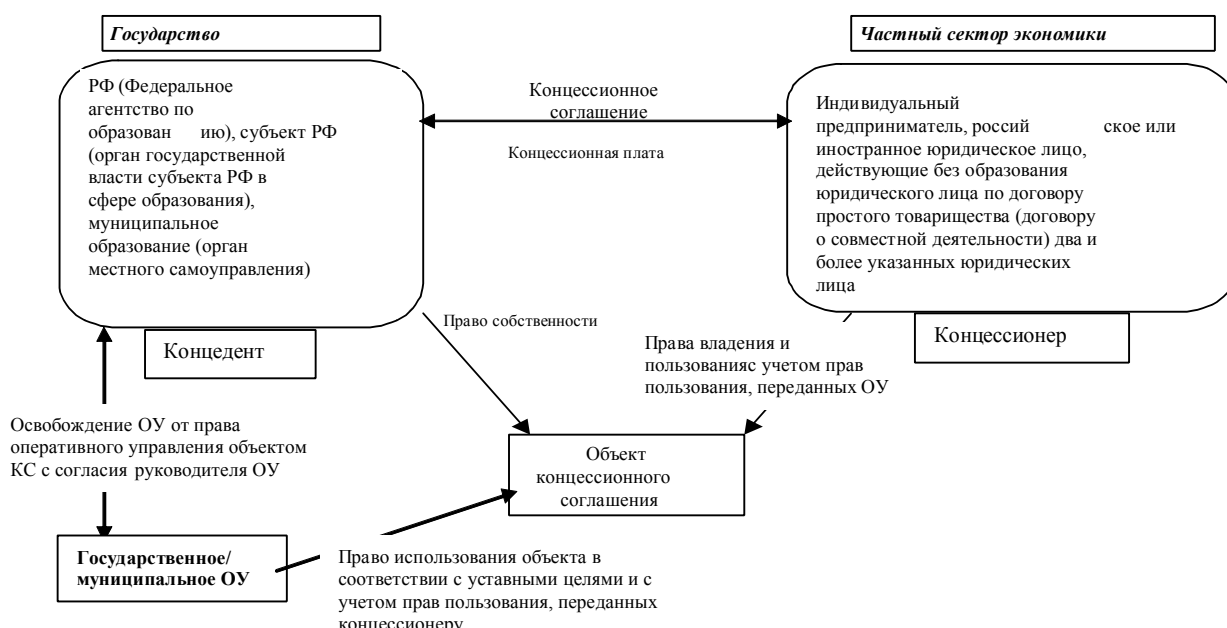 Государство
Частный сектор экономики
РФ (Федеральное
агентство по
образован ию), субъект РФ
(орган государственной
власти субъекта РФ в
сфере образования),
муниципальное
образование (орган
местного самоуправления)
Концессионное
соглашение
Концессионная плата
Индивидуальный
предприниматель, россий ское или
иностранное юридическое лицо,
действующие без образования
юридического лица по договору
простого товарищества (договору
о совместной деятельности) два и
более указанных юридических
лица
Концедент
Право собственности
Права владения и
пользованияс учетом прав
пользования, переданных ОУ
Концессионер
Освобождение ОУ от права
оперативного управления объектом
КС с согласия руководителя ОУ
Объект
концессионного
соглашения
Государственное/
муниципальное ОУ
Право использования объекта в
соответствии с уставными целями и с
учетом прав пользования, переданных
концессионеру